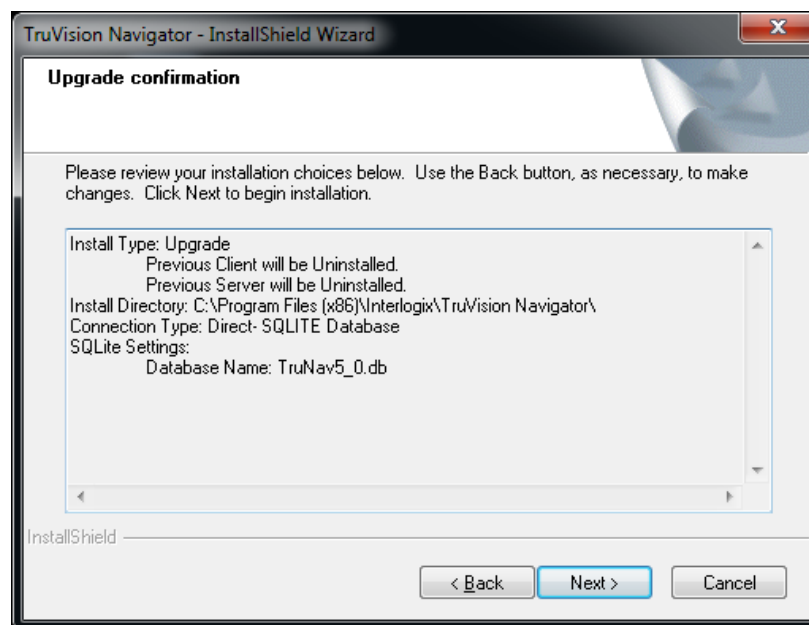 TruVision Navigator - InstallShield Wizard
Upgrade confirmation
Please review your installation choices below. Use the Back button, as necessary, to make
changes. Click Next to begin installation.
Install Type: Upgrade
Previous Client will be Uninstalled.
Previous Server will be Uninstalled.
Install Directory: C:\Program Files (x86)\Interlogix\TruVision Navigator\
Connection Type: Direct- SQLITE Database
SQLite Settings:
Database Name: TruNav5_0.db
InstallShield
< Back
Next >
Cancel